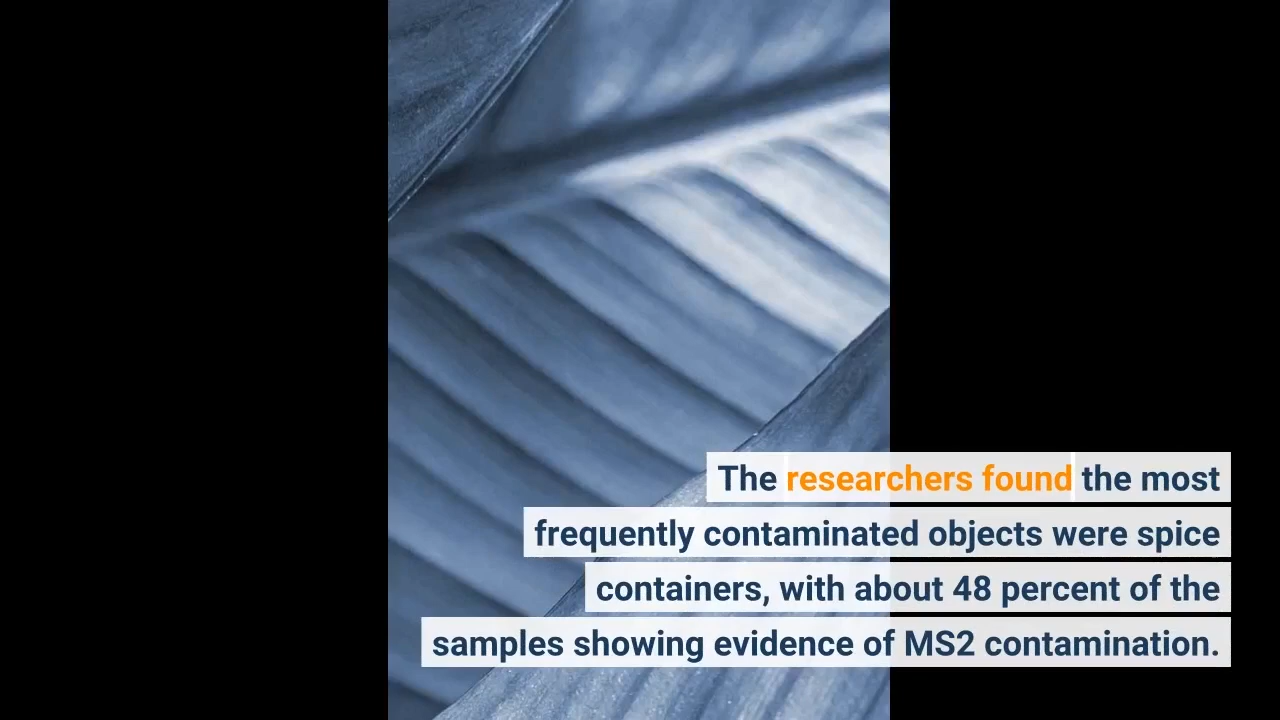 The researchers found the most
frequently contaminated objects were spice
containers, with about 48 percent of the
samples showing evidence of MS2 contamination.